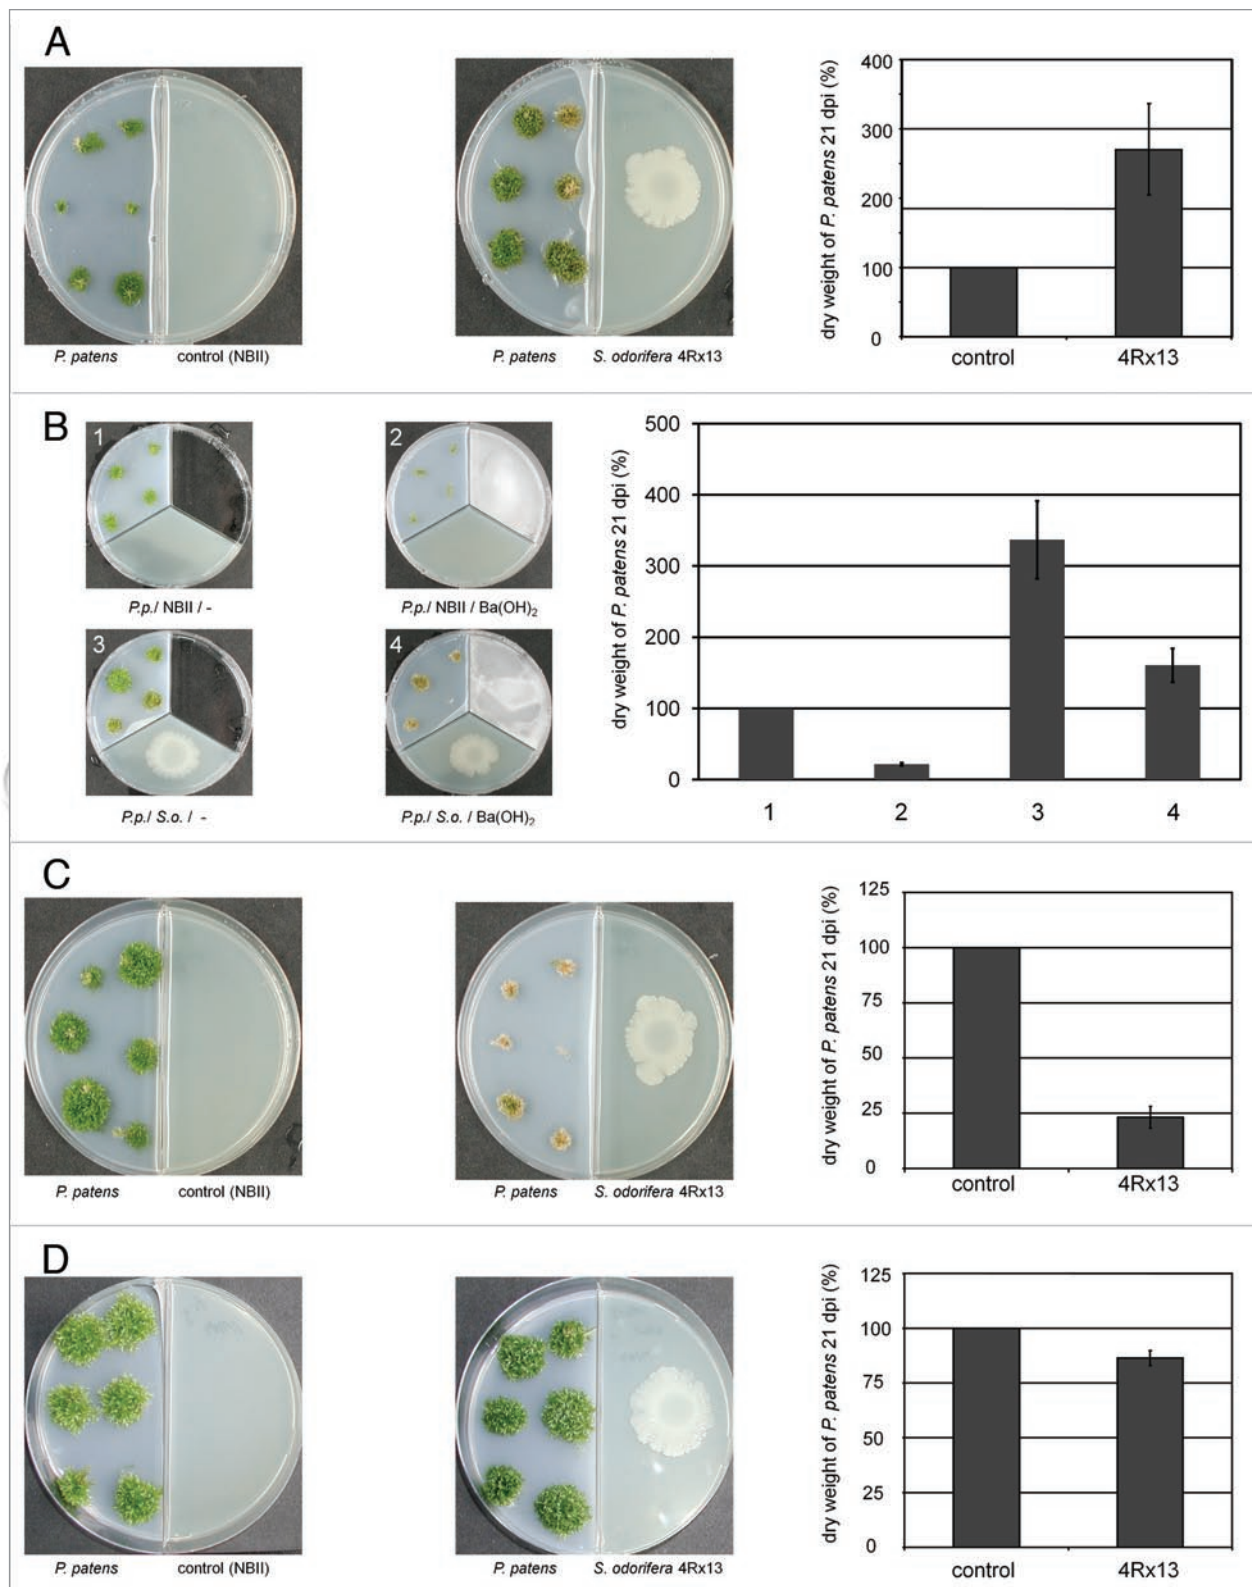 A
P. patens control (NBII)
P. patens S. odorifera 4Rx13
dry weight of P. patens 21 dpi (%)
400
300
200
100
0
control 4Rx13
B
1
P.p./ NBII / -
2
P.p./ NBII / Ba(OH)₂
3
P.p./ S.o. / -
4
P.p./ S.o. / Ba(OH)₂
dry weight of P. patens 21 dpi (%)
500
400
300
200
100
0
1 2 3 4
C
P. patens control (NBII)
P. patens S. odorifera 4Rx13
dry weight of P. patens 21 dpi (%)
125
100
75
50
25
0
control 4Rx13
D
P. patens control (NBII)
P. patens S. odorifera 4Rx13
dry weight of P. patens 21 dpi (%)
125
100
75
50
25
0
control 4Rx13